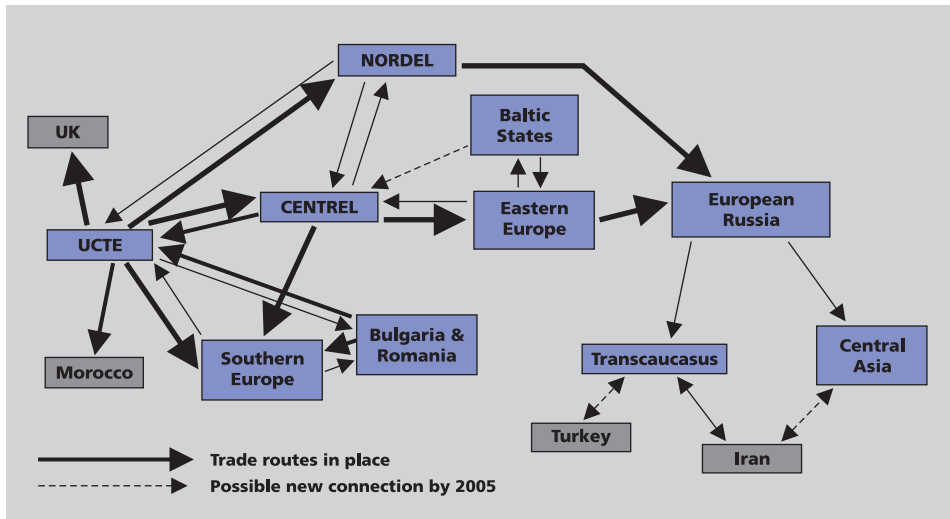 NORDEL
Baltic
States
UK
CENTREL
Eastern
Europe
European
Russia
UCTE
Bulgaria &
Romania
Southern
Europe
Morocco
Transcaucasus
Central
Asia
Turkey
Iran
Trade routes in place
Possible new connection by 2005